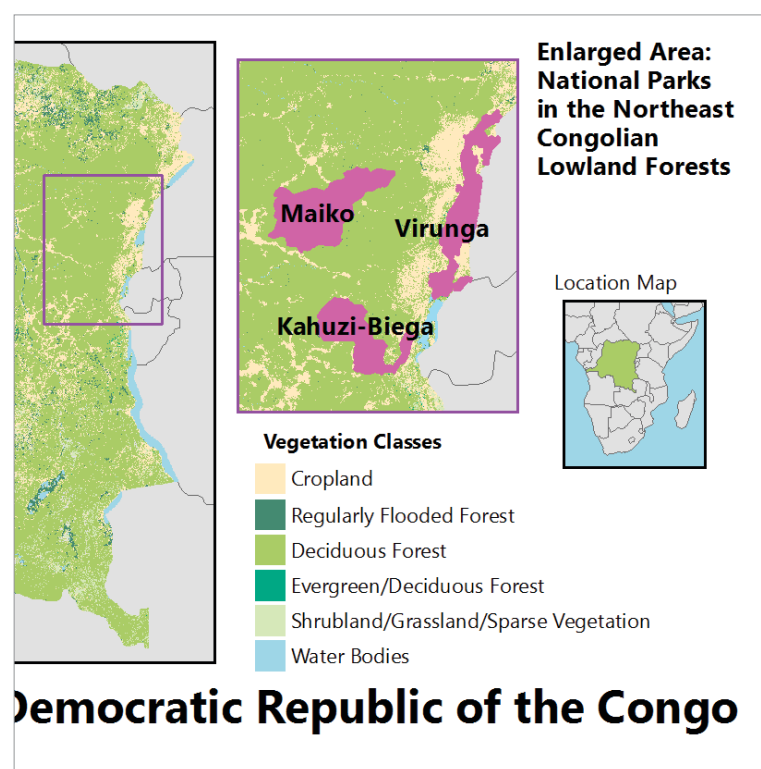 Enlarged Area:
National Parks
in the Northeast
Congolian
Lowland Forests
Maiko
Virunga
Kahuzi-Biega
Location Map
Vegetation Classes
Cropland
Regularly Flooded Forest
Deciduous Forest
Evergreen/Deciduous Forest
Shrubland/Grassland/Sparse Vegetation
Water Bodies
Democratic Republic of the Congo